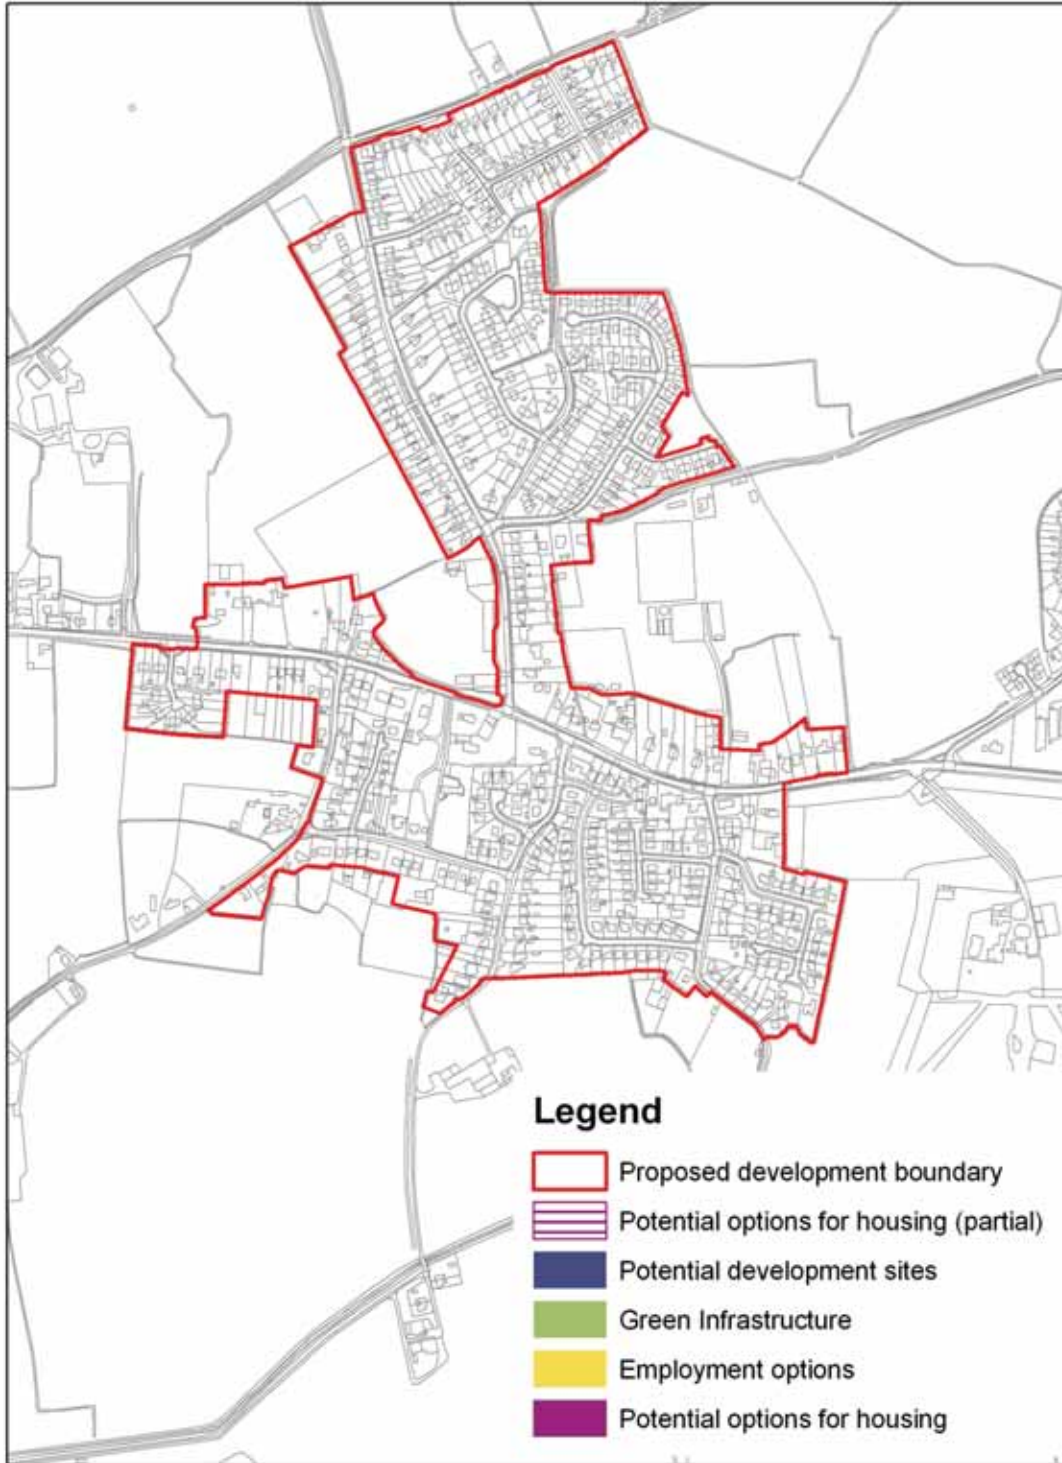 Legend
Proposed development boundary
Potential options for housing (partial)
Potential development sites
Green Infrastructure
Employment options
Potential options for housing